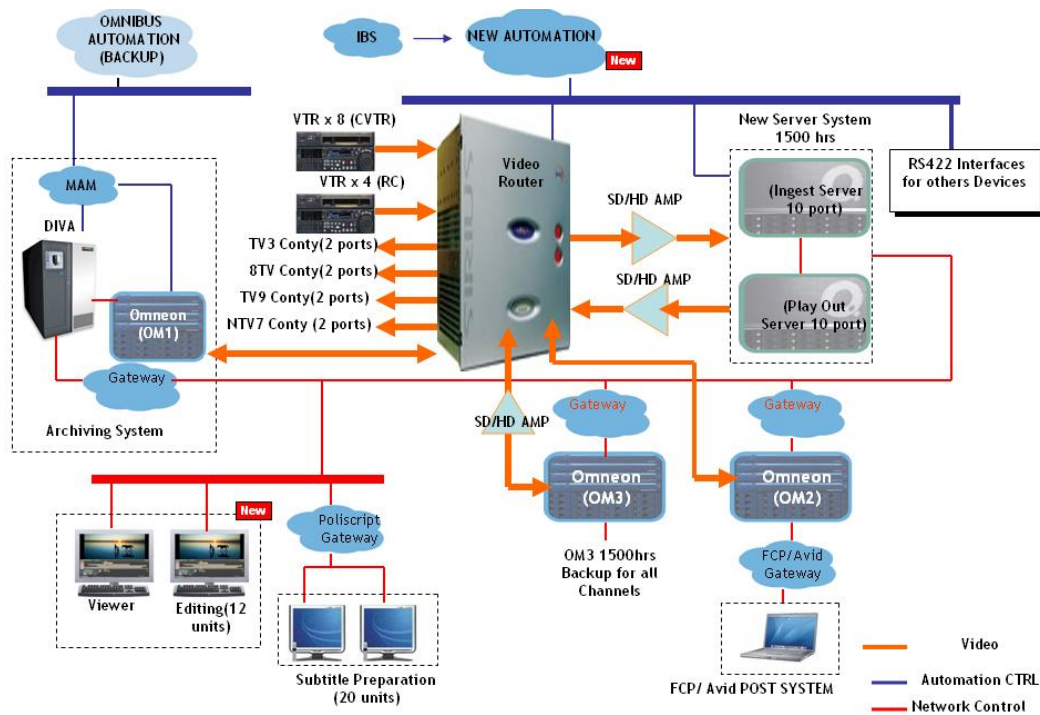 OMNIBUS
AUTOMATION
(BACKUP)
IBS
NEW AUTOMATION
New
VTR x 8 (CVTR)
VTR x 4 (RC)
Video
Router
SIRIUS
New Server System
1500 hrs
(Ingest Server
10 port)
(Play Out
Server 10 port)
RS422 Interfaces
for others Devices
SD/HD AMP
SD/HD AMP
MAM
DIVA
Omneon
(OM1)
Gateway
Archiving System
TV3 Conty(2 ports)
8TV Conty(2 ports)
TV9 Conty(2 ports)
NTV7 Conty (2 ports)
SD/HD AMP
Gateway
Gateway
Omneon
(OM3)
Omneon
(OM2)
OM3 1500hrs
Backup for all
Channels
FCP/Avid
Gateway
FCP/ Avid POST SYSTEM
New
Viewer
Editing(12
units)
Poliscript
Gateway
Subtitle Preparation
(20 units)
Video
Automation CTRL
Network Control